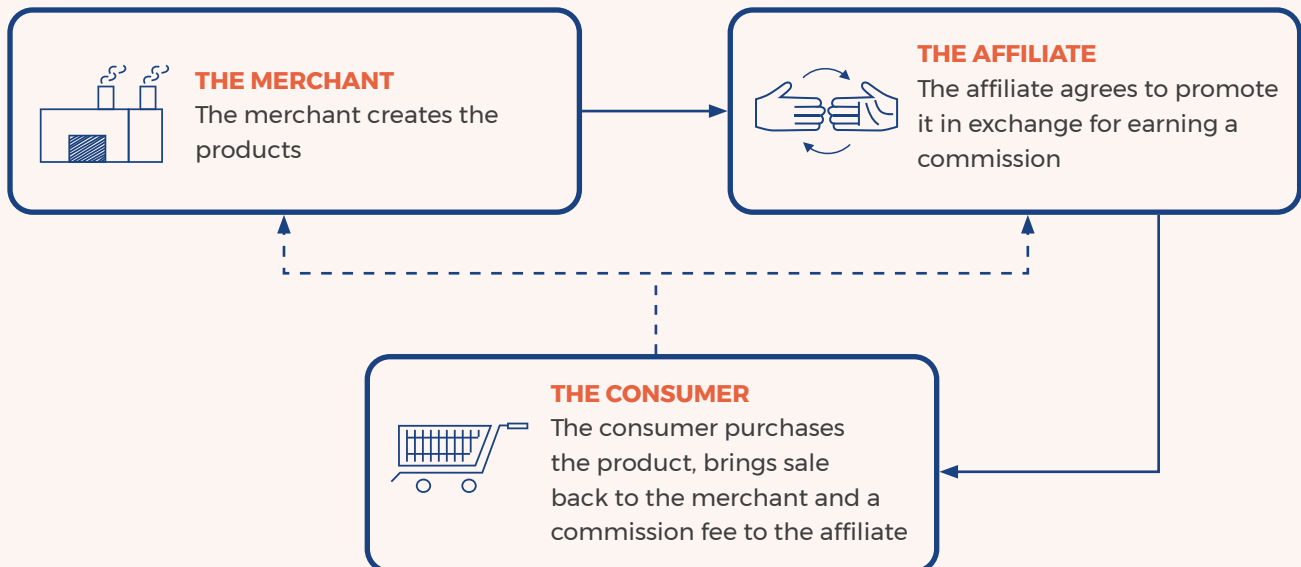 THE MERCHANT
The merchant creates the
products
THE AFFILIATE
The affiliate agrees to promote
it in exchange for earning a
commission
THE CONSUMER
The consumer purchases
the product, brings sale
back to the merchant and a
commission fee to the affiliate